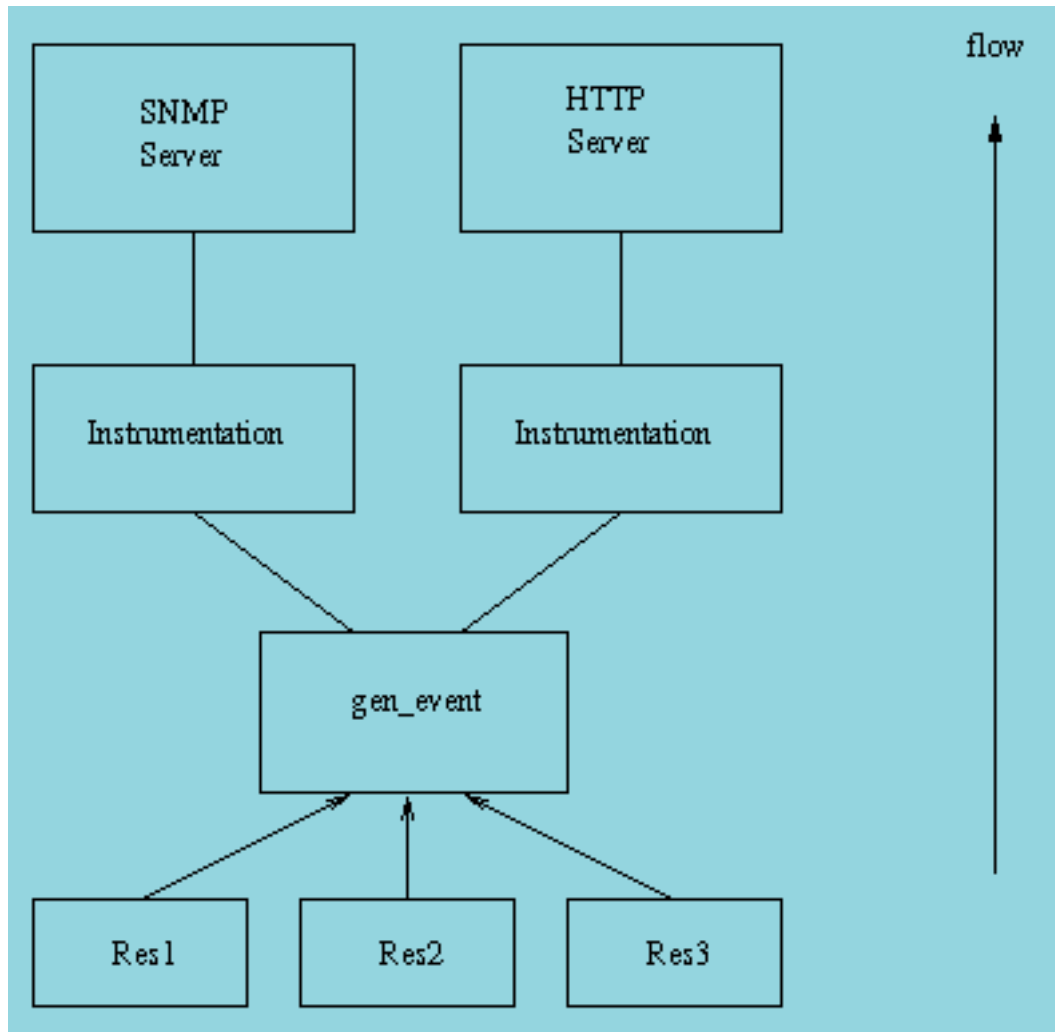 flow
SNMP
Server
HTTP
Server
Instrumentation
Instrumentation
gen_event
Res1
Res2
Res3